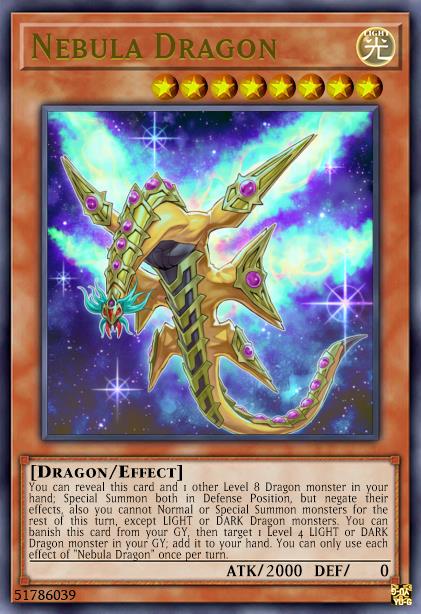 NEBULA DRAGON
LIGHT
光
[DRAGON/EFFECT]
You can reveal this card and 1 other Level 8 Dragon monster in your
hand; Special Summon both in Defense Position, but negate their
effects, also you cannot Normal or Special Summon monsters for the
rest of this turn, except LIGHT or DARK Dragon monsters. You can
banish this card from your GY, then target 1 Level 4 LIGHT or DARK
Dragon monster in your GY; add it to your hand. You can only use each
effect of "Nebula Dragon" once per turn.
ATK/2000 DEF/ 0
51786039